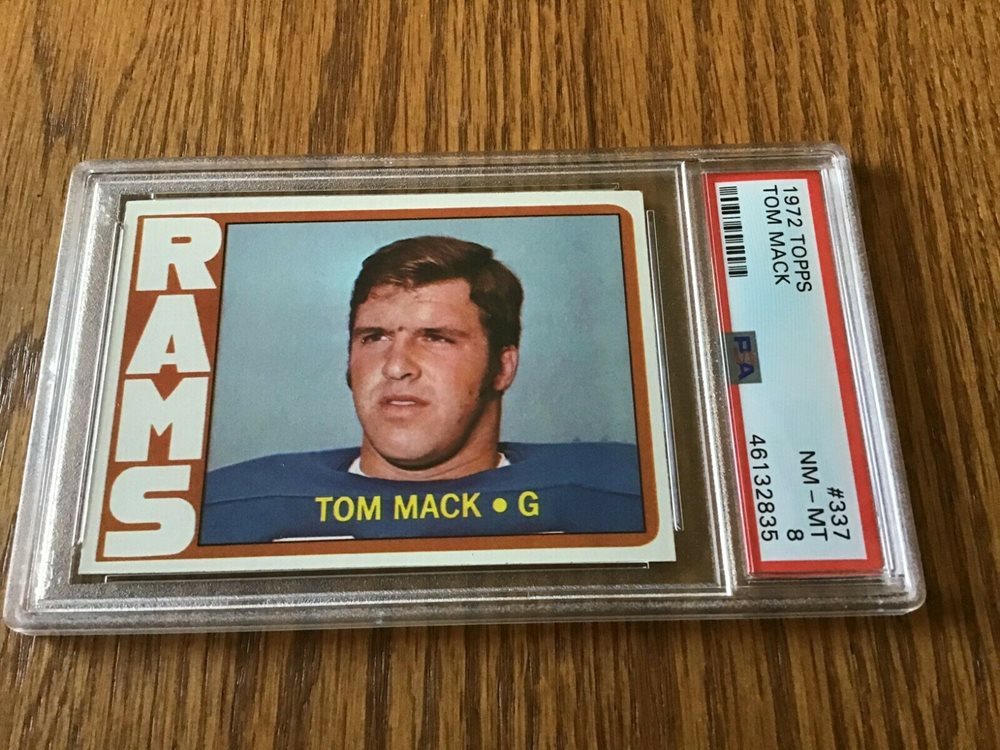 RAMS
TOM MACK • G
1972 TOPPS
TOM MACK
#337
NM – MT
8
46132835
PSA